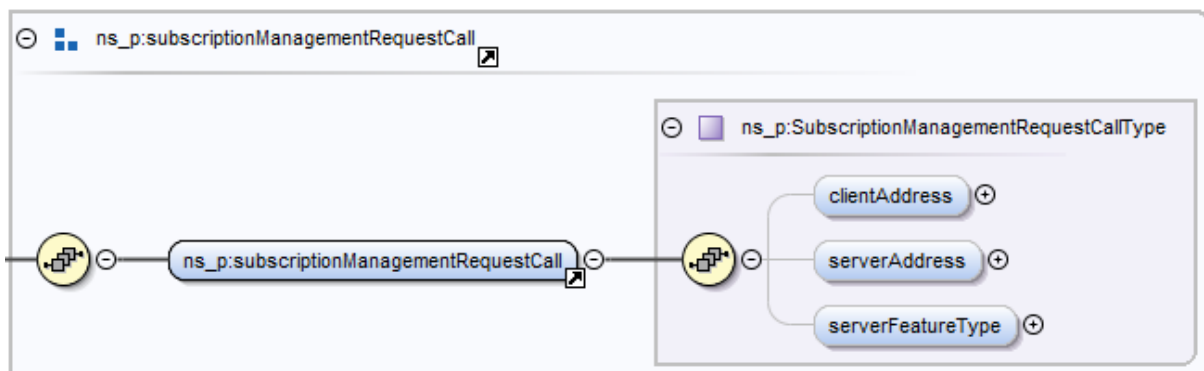 ns_p:subscriptionManagementRequestCall
ns_p:SubscriptionManagementRequestCallType
clientAddress
ns_p:subscriptionManagementRequestCall
serverAddress
serverFeatureType